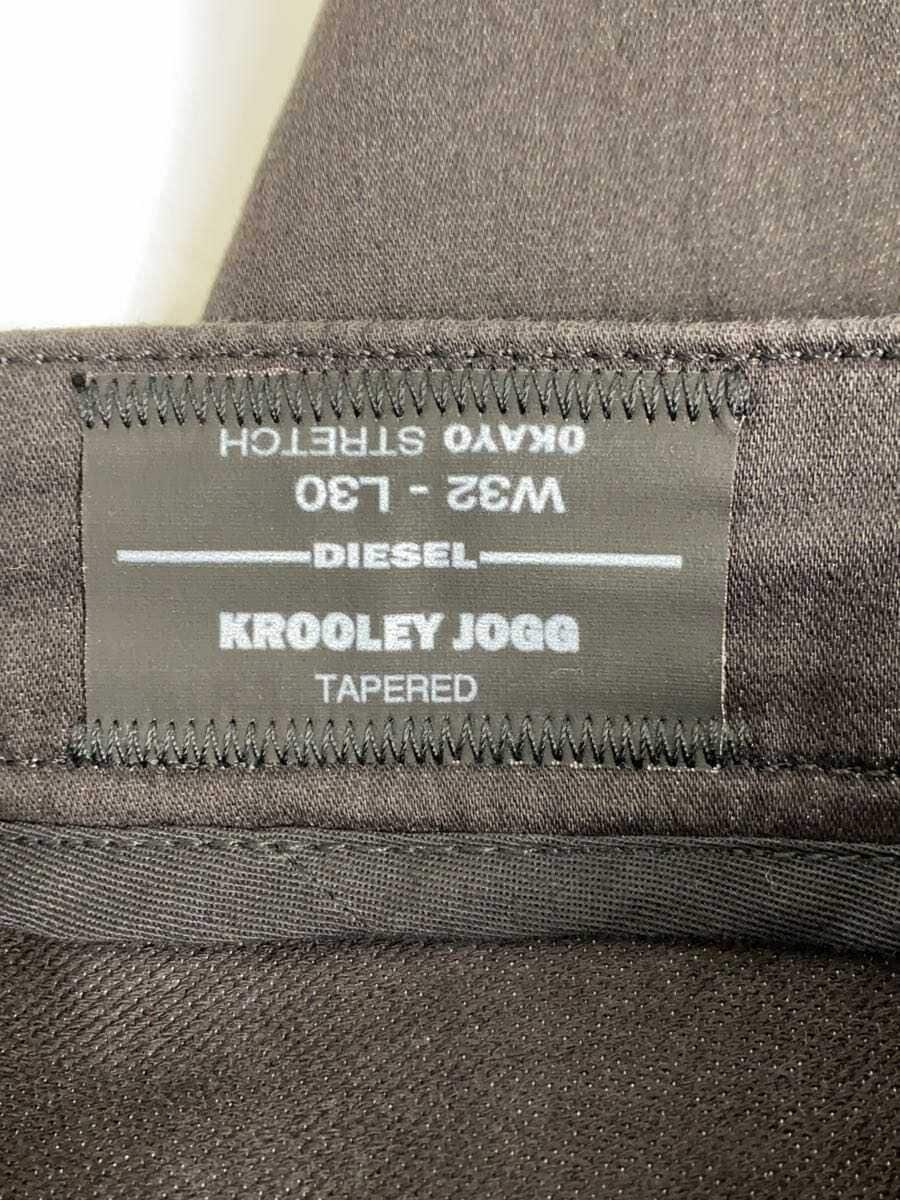 OKAYO STRETCH
W32 - L30
DIESEL
KROOLEY JOGG
TAPERED